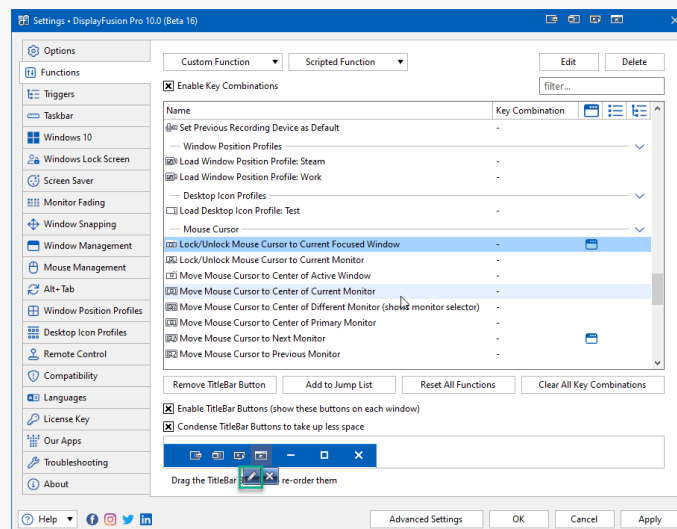 Settings • DisplayFusion Pro 10.0 (Beta 16)
Options
Functions
Triggers
Taskbar
Windows 10
Windows Lock Screen
Screen Saver
Monitor Fading
Window Snapping
Window Management
Mouse Management
Alt+Tab
Window Position Profiles
Desktop Icon Profiles
Remote Control
Compatibility
Languages
License Key
Our Apps
Troubleshooting
About
Custom Function Scripted Function Edit Delete
Enable Key Combinations filter...
Name Key Combination
Set Previous Recording Device as Default -
Window Position Profiles
Load Window Position Profile: Steam -
Load Window Position Profile: Work -
Desktop Icon Profiles
Load Desktop Icon Profile: Test -
Mouse Cursor
Lock/Unlock Mouse Cursor to Current Focused Window -
Lock/Unlock Mouse Cursor to Current Monitor -
Move Mouse Cursor to Center of Active Window -
Move Mouse Cursor to Center of Current Monitor -
Move Mouse Cursor to Center of Different Monitor (shows monitor selector) -
Move Mouse Cursor to Center of Primary Monitor -
Move Mouse Cursor to Next Monitor -
Move Mouse Cursor to Previous Monitor -
Remove TitleBar Button Add to Jump List Reset All Functions Clear All Key Combinations
Enable TitleBar Buttons (show these buttons on each window)
Condense TitleBar Buttons to take up less space
Drag the TitleBar re-order them
Help Advanced Settings OK Cancel Apply